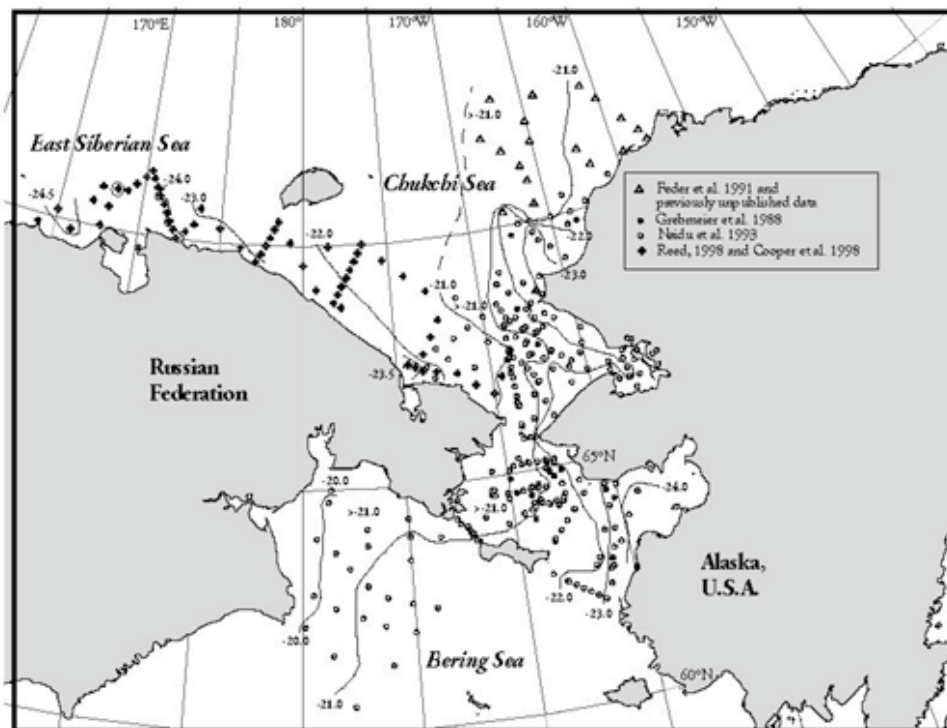 170°E
180°
170°W
160°W
150°W
-21.0
>-21.0
East Siberian Sea
-24.0
-24.5
-23.0
Chukchi Sea
Feder et al. 1991 and
previously unpublished data
Grebmeier et al. 1988
Naidu et al. 1993
Reed, 1998 and Cooper et al. 1998
-22.0
-22.0
-23.0
-21.0
>-21.0
Russian
Federation
-23.5
65°N
-20.0
>-21.0
>-21.0
-24.0
Alaska,
U.S.A.
-22.0
-23.0
-20.0
Bering Sea
60°N
-21.0